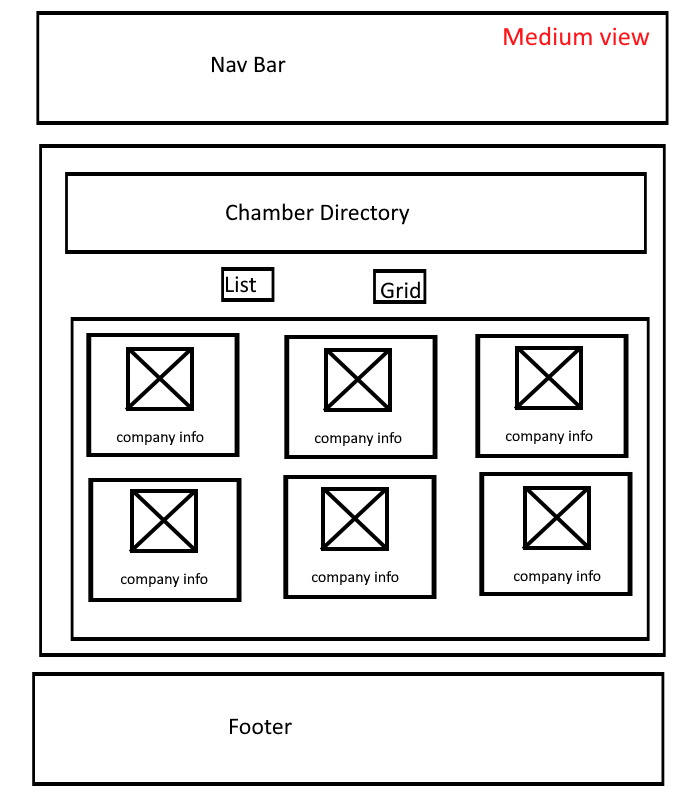 Medium view
Nav Bar
Chamber Directory
List
Grid
company info
company info
company info
company info
company info
company info
Footer